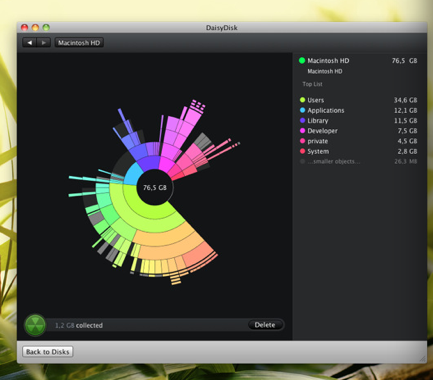 DaisyDisk
Macintosh HD
Macintosh HD 76,5 GB
Macintosh HD
Top List
Users 34,6 GB
Applications 12,1 GB
Library 11,5 GB
Developer 7,5 GB
private 4,5 GB
System 2,8 GB
...smaller objects... 26,3 MB
76,5 GB
1,2 GB collected
Delete
Back to Disks